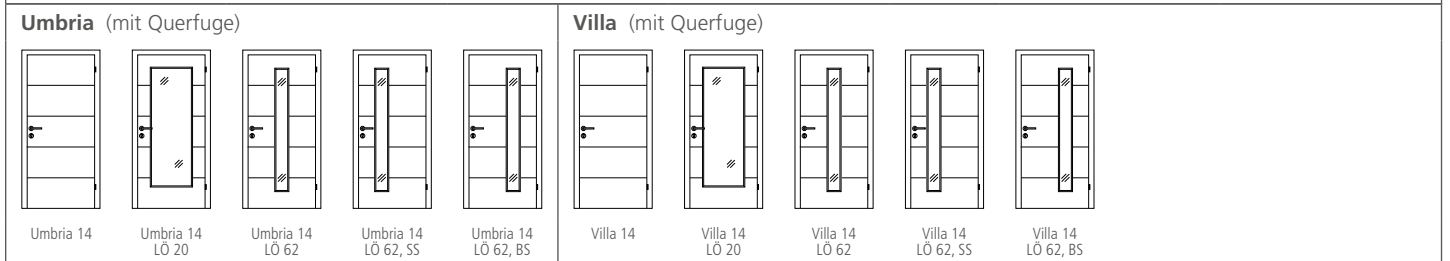 Umbria (mit Querfuge)
Umbria 14
Umbria 14
LÖ 20
Umbria 14
LÖ 62
Umbria 14
LÖ 62, SS
Umbria 14
LÖ 62, BS
Villa (mit Querfuge)
Villa 14
Villa 14
LÖ 20
Villa 14
LÖ 62
Villa 14
LÖ 62, SS
Villa 14
LÖ 62, BS